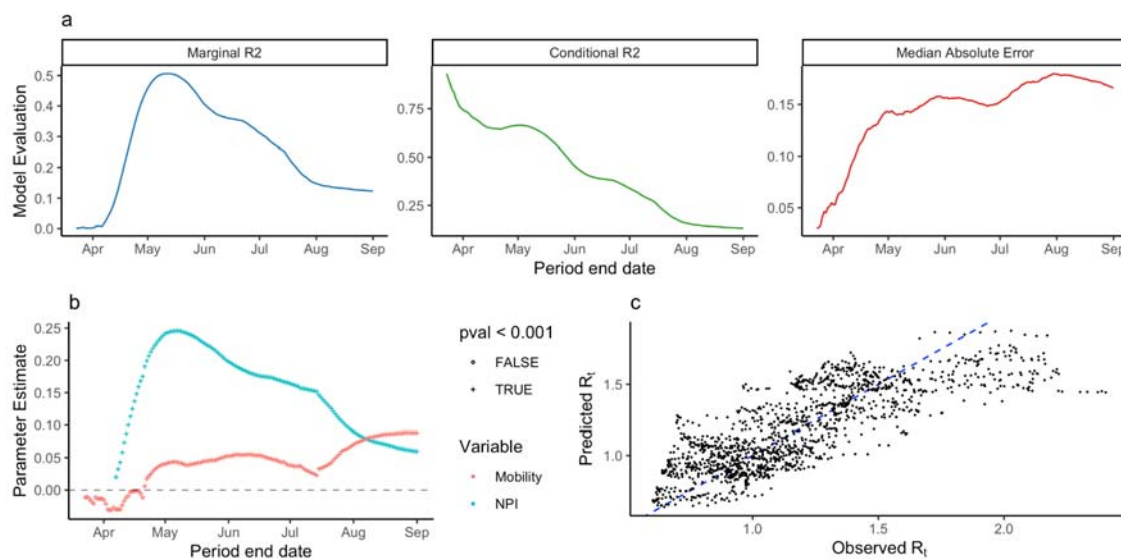 a
Marginal R2
Conditional R2
Median Absolute Error
Model Evaluation
0.5
0.4
0.3
0.2
0.1
0.0
Apr May Jun Jul Aug Sep
0.75
0.50
0.25
Apr May Jun Jul Aug Sep
0.15
0.10
0.05
Apr May Jun Jul Aug Sep
Period end date
b
Parameter Estimate
0.25
0.20
0.15
0.10
0.05
0.00
Apr May Jun Jul Aug Sep
Period end date
pval < 0.001
FALSE
TRUE
Variable
Mobility
NPI
c
Predicted Rt
1.5
1.0
1.0 1.5 2.0
Observed Rt